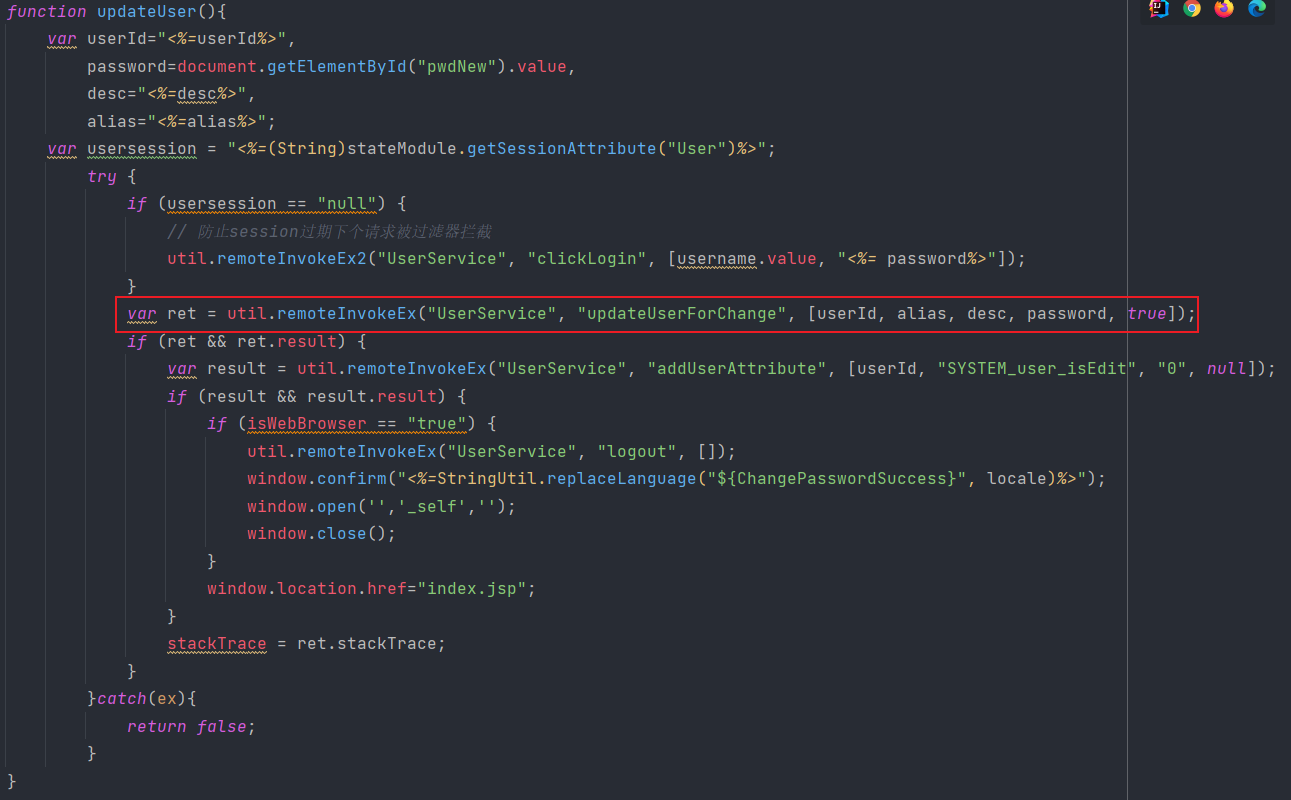 function updateUser(){
var userId="<%=userId%>",
password=document.getElementById("pwdNew").value,
desc="<%=desc%>",
alias="<%=alias%>";
var usersession = "<%=(String)stateModule.getSessionAttribute("User")%>";
try {
if (usersession == "null") {
// 防止session过期下个请求被过滤器拦截
util.remoteInvokeEx2("UserService", "clickLogin", [username.value, "<%= password%>"]);
}
var ret = util.remoteInvokeEx("UserService", "updateUserForChange", [userId, alias, desc, password, true]);
if (ret && ret.result) {
var result = util.remoteInvokeEx("UserService", "addUserAttribute", [userId, "SYSTEM_user_isEdit", "0", null]);
if (result && result.result) {
if (isWebBrowser == "true") {
util.remoteInvokeEx("UserService", "logout", []);
window.confirm("<%=StringUtil.replaceLanguage("${ChangePasswordSuccess}", locale)%>");
window.open('','_self','');
window.close();
}
window.location.href="index.jsp";
}
stackTrace = ret.stackTrace;
}
}catch(ex){
return false;
}
}